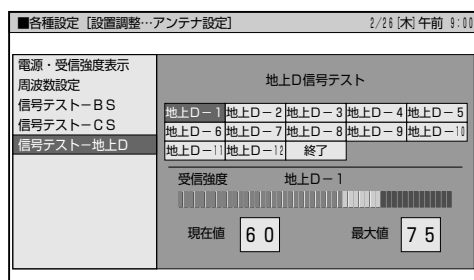 ■各種設定［設置調整…アンテナ設定］ 2/26[木]午前 9:00
電源・受信強度表示
周波数設定
信号テスト－ＢＳ
信号テスト－ＣＳ
信号テスト－地上Ｄ
地上Ｄ信号テスト
地上Ｄ－１ 地上Ｄ－２ 地上Ｄ－３ 地上Ｄ－４ 地上Ｄ－５
地上Ｄ－６ 地上Ｄ－７ 地上Ｄ－８ 地上Ｄ－９ 地上Ｄ－10
地上Ｄ－11 地上Ｄ－12 終了
受信強度 地上Ｄ－１
現在値 ６０ 最大値 ７５